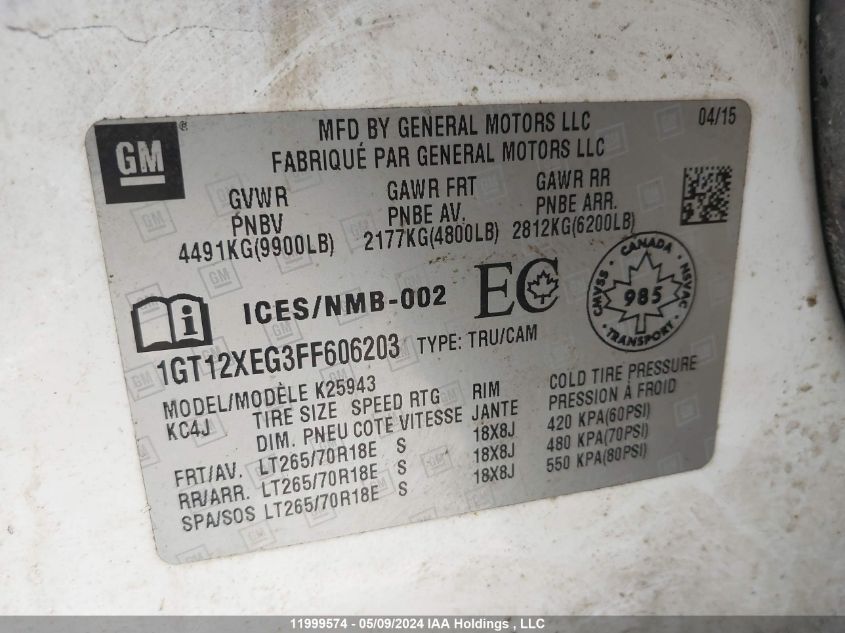 GM ®
MFD BY GENERAL MOTORS LLC 04/15
FABRIQUÉ PAR GENERAL MOTORS LLC
GVWR GAWR FRT GAWR RR
PNBV PNBE AV. PNBE ARR.
4491KG(9900LB) 2177KG(4800LB) 2812KG(6200LB)
ICES/NMB-002 EC
CANADA
CMVSS 985 NSVAC
TRANSPORT
1GT12XEG3FF606203 TYPE: TRU/CAM
MODEL/MODÈLE K25943
KC4J TIRE SIZE SPEED RTG RIM COLD TIRE PRESSURE
DIM. PNEU COTE VITESSE JANTE PRESSION À FROID
FRT/AV. LT265/70R18E S 18X8J 420 KPA(60PSI)
RR/ARR. LT265/70R18E S 18X8J 480 KPA(70PSI)
SPA/SOS LT265/70R18E S 18X8J 550 KPA(80PSI)
11999574 - 05/09/2024 IAA Holdings , LLC